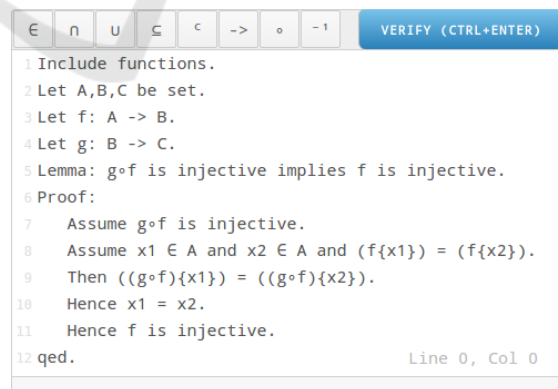 ∈ ∩ ∪ ⊆ c -> ∘ -1 VERIFY (CTRL+ENTER)
1 Include functions.
2 Let A,B,C be set.
3 Let f: A -> B.
4 Let g: B -> C.
5 Lemma: g∘f is injective implies f is injective.
6 Proof:
7 Assume g∘f is injective.
8 Assume x1 ∈ A and x2 ∈ A and (f{x1}) = (f{x2}).
9 Then ((g∘f){x1}) = ((g∘f){x2}).
10 Hence x1 = x2.
11 Hence f is injective.
12 qed. Line 0, Col 0